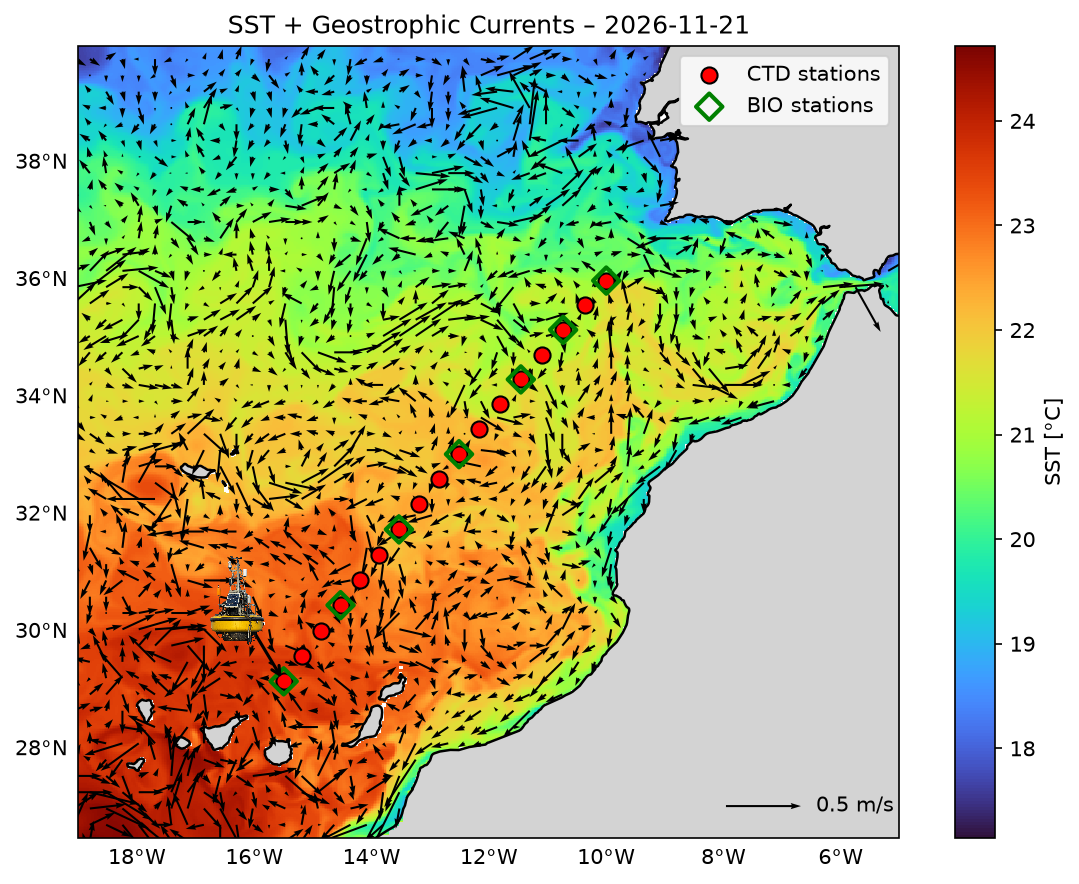 SST + Geostrophic Currents – 2026-11-21
CTD stations
BIO stations
38°N
36°N
34°N
32°N
30°N
28°N
18°W
16°W
14°W
12°W
10°W
8°W
6°W
0.5 m/s
24
23
22
21
20
19
18
SST [°C]